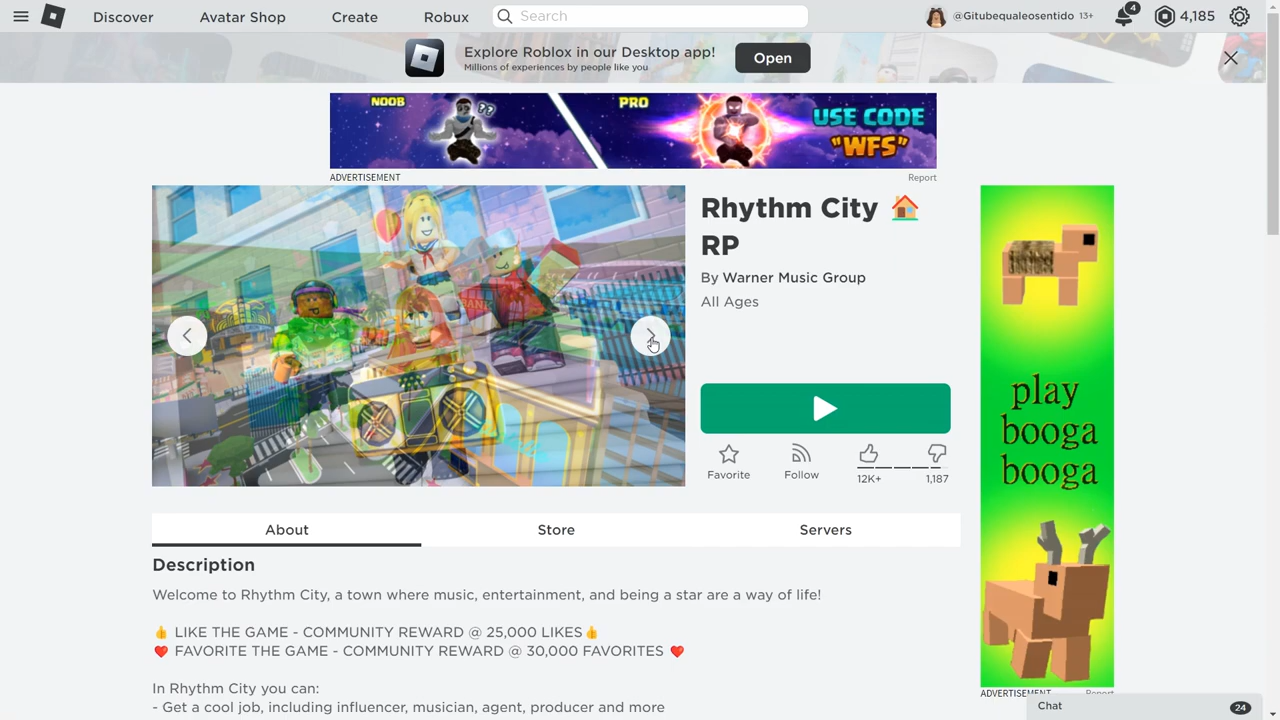 Discover
Avatar Shop
Create
Robux
Search
@Gitubequaleosentido 13+
4
4,185
Explore Roblox in our Desktop app!
Millions of experiences by people like you
Open
NOOB
??
PRO
USE CODE
"WFS"
ADVERTISEMENT
Report
Rhythm City 🏠
RP
By Warner Music Group
All Ages
Favorite
Follow
12K+
1,187
play
booga
booga
ADVERTISEMENT
Report
About
Store
Servers
Description
Welcome to Rhythm City, a town where music, entertainment, and being a star are a way of life!
👍 LIKE THE GAME - COMMUNITY REWARD @ 25,000 LIKES👍
❤️ FAVORITE THE GAME - COMMUNITY REWARD @ 30,000 FAVORITES ❤️
In Rhythm City you can:
- Get a cool job, including influencer, musician, agent, producer and more
Chat
24